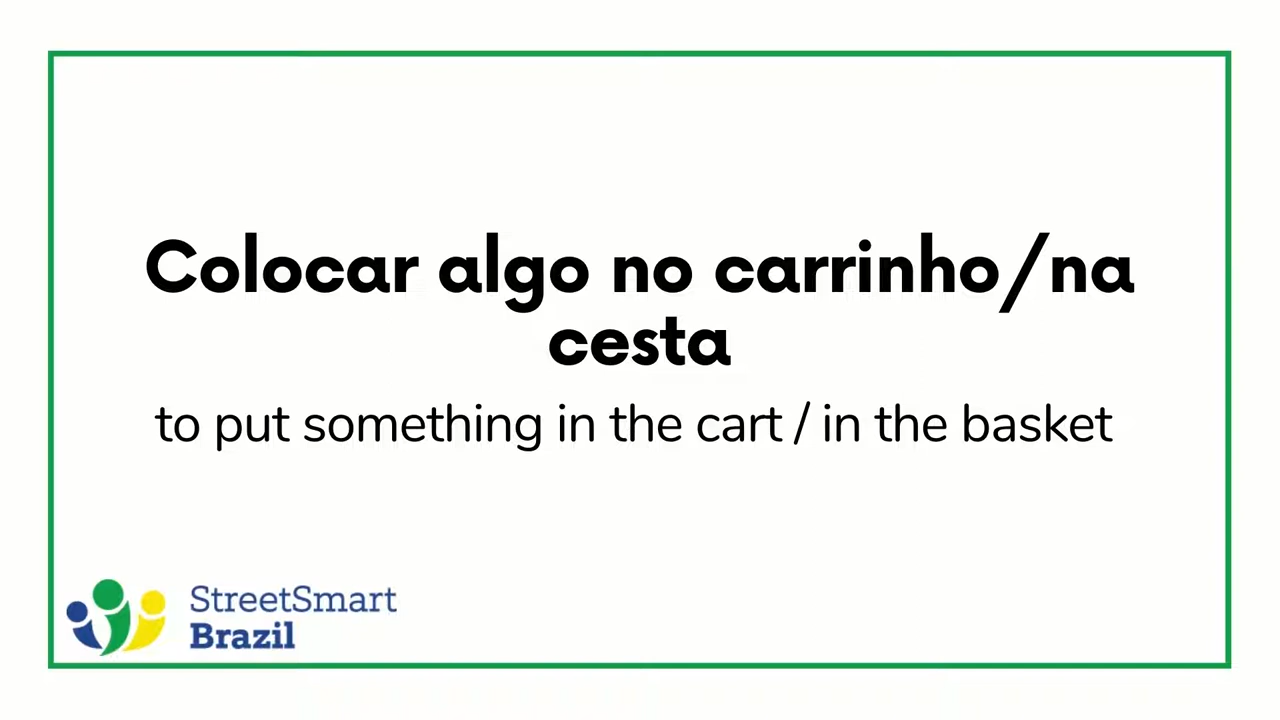 Colocar algo no carrinho/na
cesta
to put something in the cart / in the basket
StreetSmart
Brazil